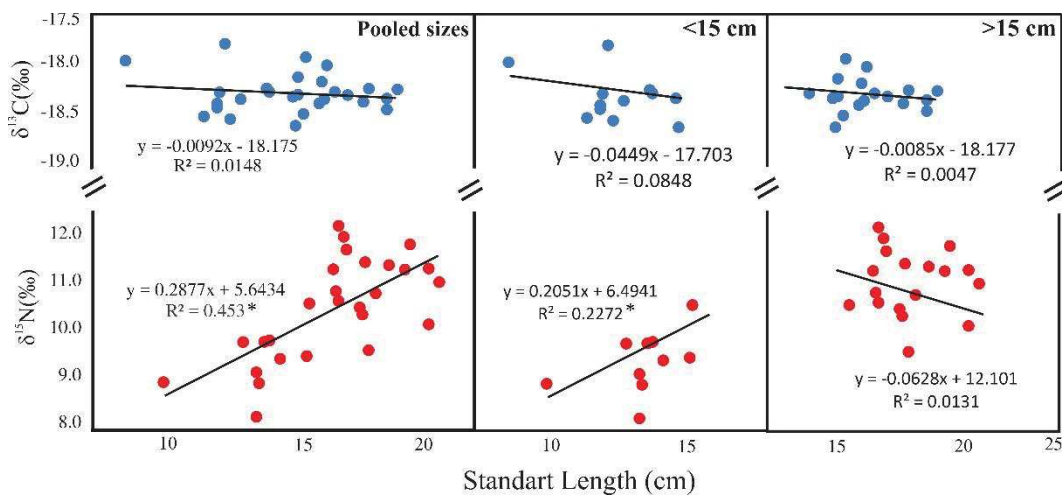 Pooled sizes
<15 cm
>15 cm
-17.5
-18.0
-18.5
-19.0
δ¹³C(‰)
y = -0.0092x - 18.175
R² = 0.0148
y = -0.0449x - 17.703
R² = 0.0848
y = -0.0085x - 18.177
R² = 0.0047
12.0
11.0
10.0
9.0
8.0
δ¹⁵N(‰)
y = 0.2877x + 5.6434
R² = 0.453*
y = 0.2051x + 6.4941
R² = 0.2272*
y = -0.0628x + 12.101
R² = 0.0131
10 15 20
10 15
15 20 25
Standart Length (cm)